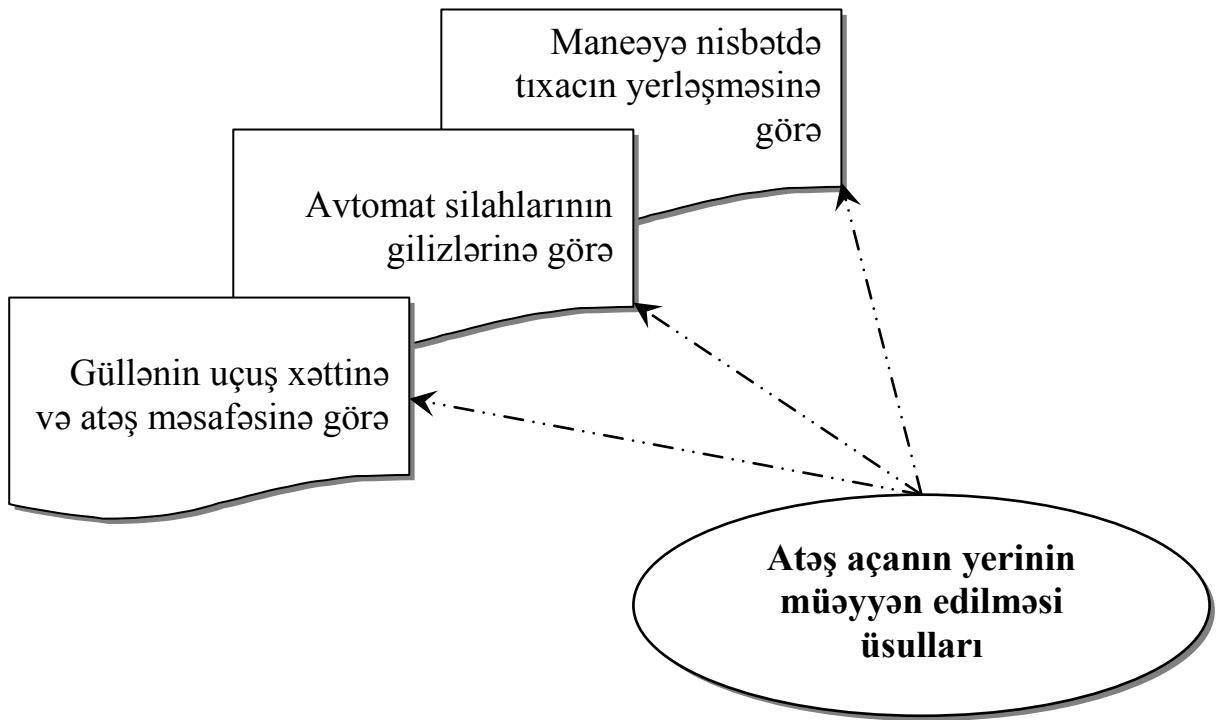 Maneəyə nisbətdə
tıxacın yerləşməsinə
görə
Avtomat silahlarının
gilizlərinə görə
Güllənin uçuş xəttinə
və atəş məsafəsinə görə
Atəş açanın yerinin
müəyyən edilməsi
üsulları